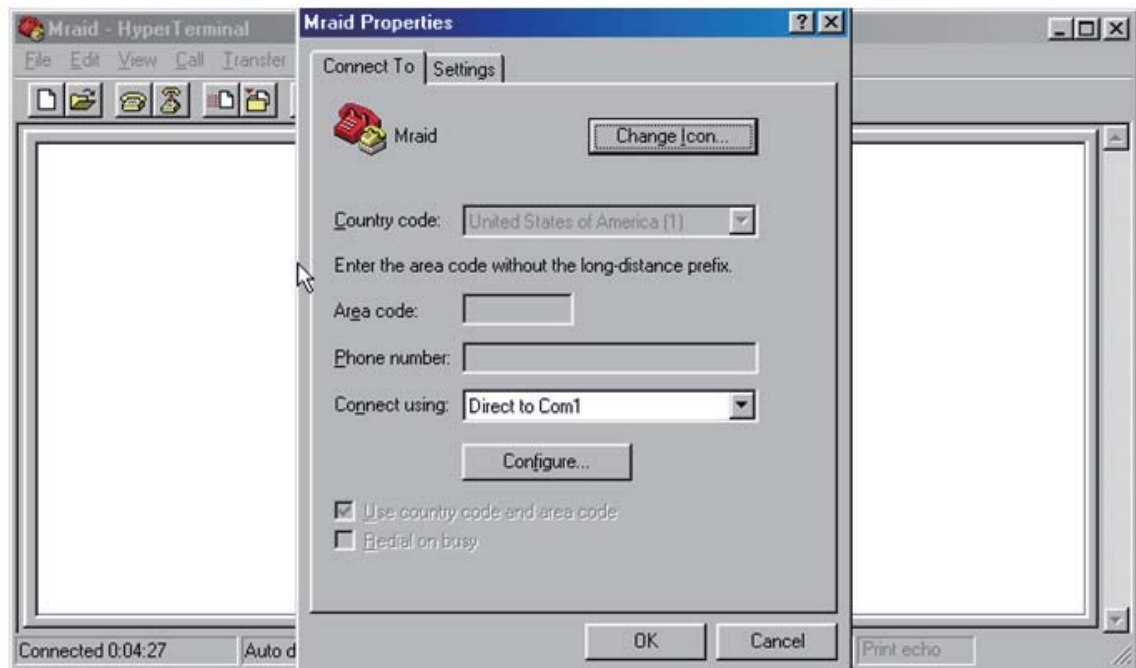 Mraid - HyperTerminal
File Edit View Call Transfer
Mraid Properties
Connect To
Settings
Mraid
Change Icon...
Country code:
United States of America (1)
Enter the area code without the long-distance prefix.
Area code:
Phone number:
Connect using:
Direct to Com1
Configure...
Use country code and area code
Redial on busy
OK
Cancel
Connected 0:04:27
Auto d
Print echo